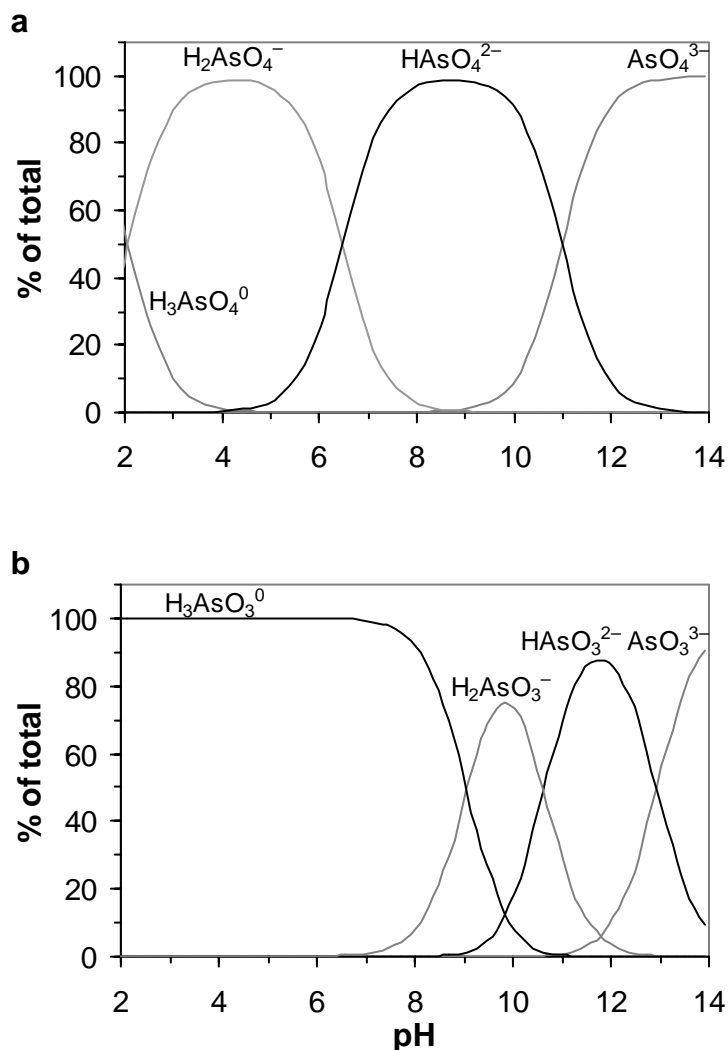 a
H₂AsO₄⁻ HAsO₄²⁻ AsO₄³⁻
100
80
60
40
20
0
% of total
H₃AsO₄⁰
2 4 6 8 10 12 14
b
H₃AsO₃⁰
HAsO₃²⁻ AsO₃³⁻
H₂AsO₃⁻
100
80
60
40
20
0
% of total
2 4 6 8 10 12 14
pH